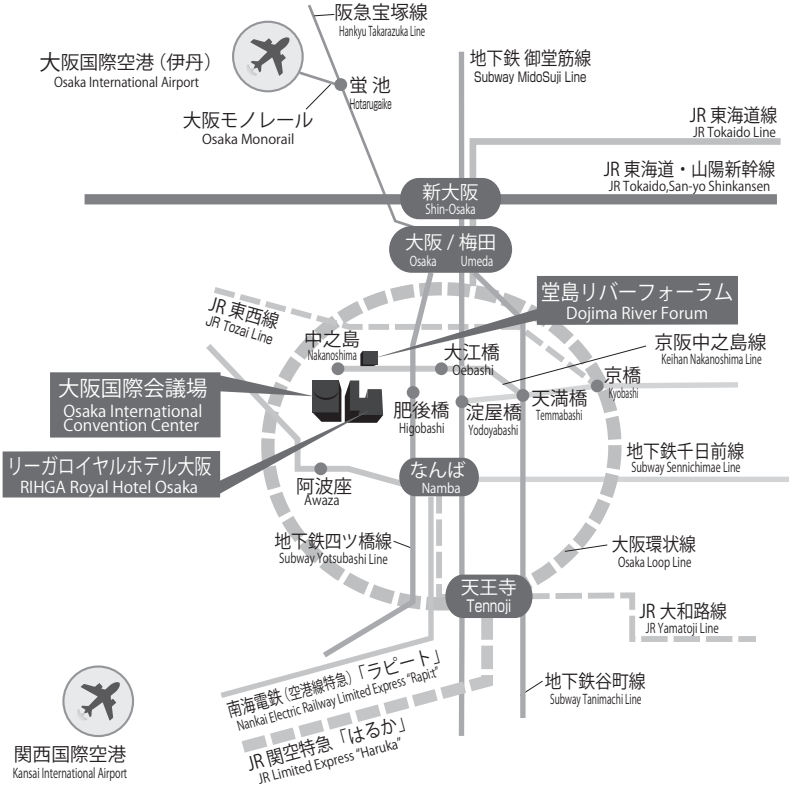 阪急宝塚線
Hankyu Takarazuka Line
大阪国際空港（伊丹）
Osaka International Airport
蛍 池
Hotarugaike
大阪モノレール
Osaka Monorail
地下鉄 御堂筋線
Subway MidoSuji Line
JR 東海道線
JR Tokaido Line
JR 東海道・山陽新幹線
JR Tokaido,San-yo Shinkansen
新大阪
Shin-Osaka
大阪 / 梅田
Osaka Umeda
堂島リバーフォーラム
Dojima River Forum
JR 東西線
JR Tozai Line
中之島
Nakanoshima
大江橋
Oebashi
京阪中之島線
Keihan Nakanoshima Line
京橋
Kyobashi
大阪国際会議場
Osaka International
Convention Center
肥後橋
Higobashi
淀屋橋
Yodoyabashi
天満橋
Temmabashi
リーガロイヤルホテル大阪
RIHGA Royal Hotel Osaka
阿波座
Awaza
なんば
Namba
地下鉄千日前線
Subway Sennichimae Line
地下鉄四ツ橋線
Subway Yotsubashi Line
大阪環状線
Osaka Loop Line
天王寺
Tennoji
JR 大和路線
JR Yamatoji Line
南海電鉄（空港線特急）「ラピート」
Nankai Electric Railway Limited Express “Rapi:t”
地下鉄谷町線
Subway Tanimachi Line
JR 関空特急「はるか」
JR Limited Express “Haruka”
関西国際空港
Kansai International Airport